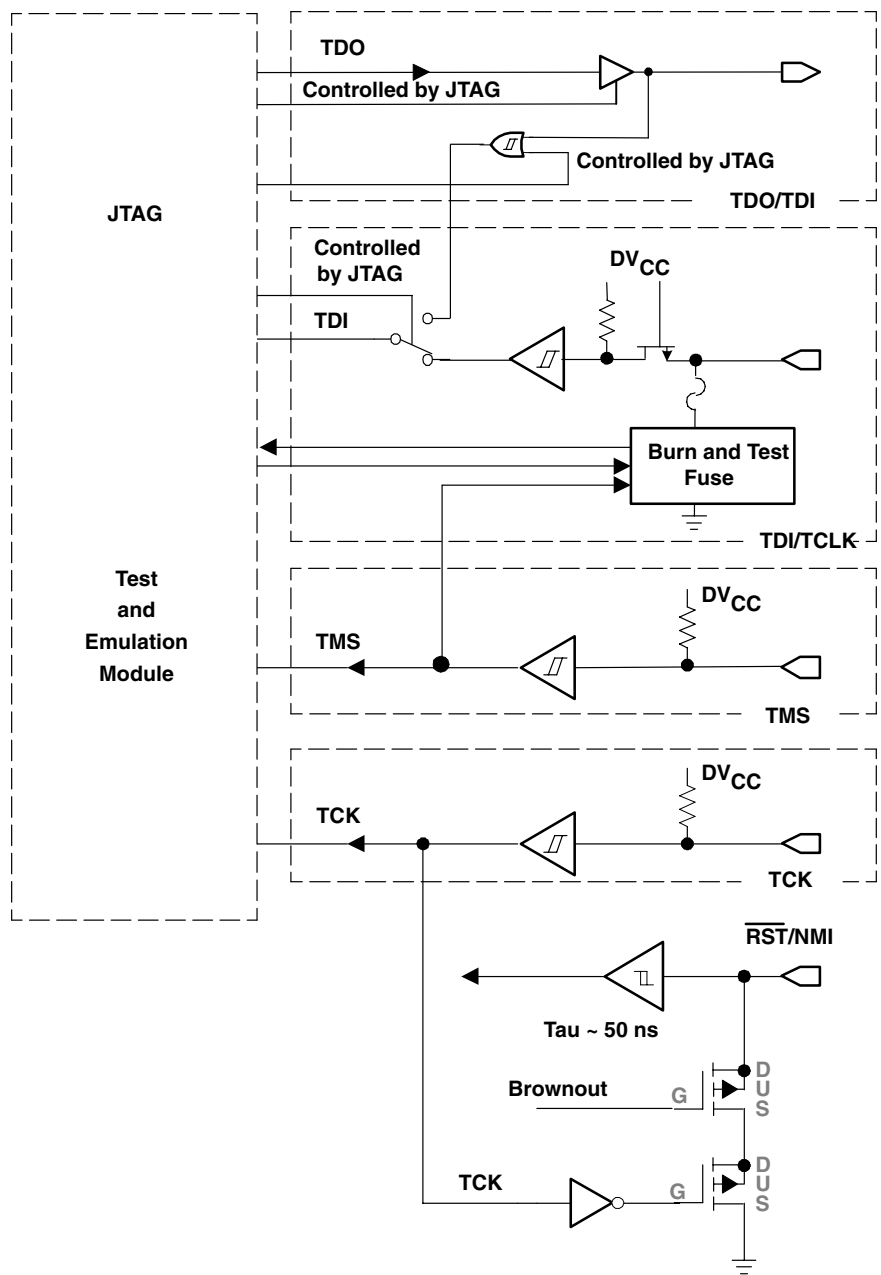 TDO
Controlled by JTAG
Controlled by JTAG
TDO/TDI
JTAG
Controlled
by JTAG
TDI
DVCC
Burn and Test
Fuse
TDI/TCLK
Test
and
Emulation
Module
DVCC
TMS
TMS
DVCC
TCK
TCK
RST/NMI
Tau ~ 50 ns
D
U
S
G
Brownout
D
U
S
G
TCK